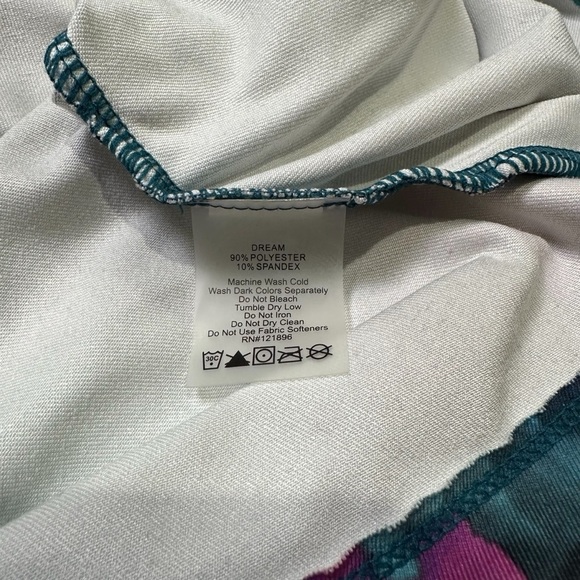 DREAM
90% POLYESTER
10% SPANDEX
Machine Wash Cold
Wash Dark Colors Separately
Do Not Bleach
Tumble Dry Low
Do Not Iron
Do Not Dry Clean
Do Not Use Fabric Softeners
RN#121896
30C